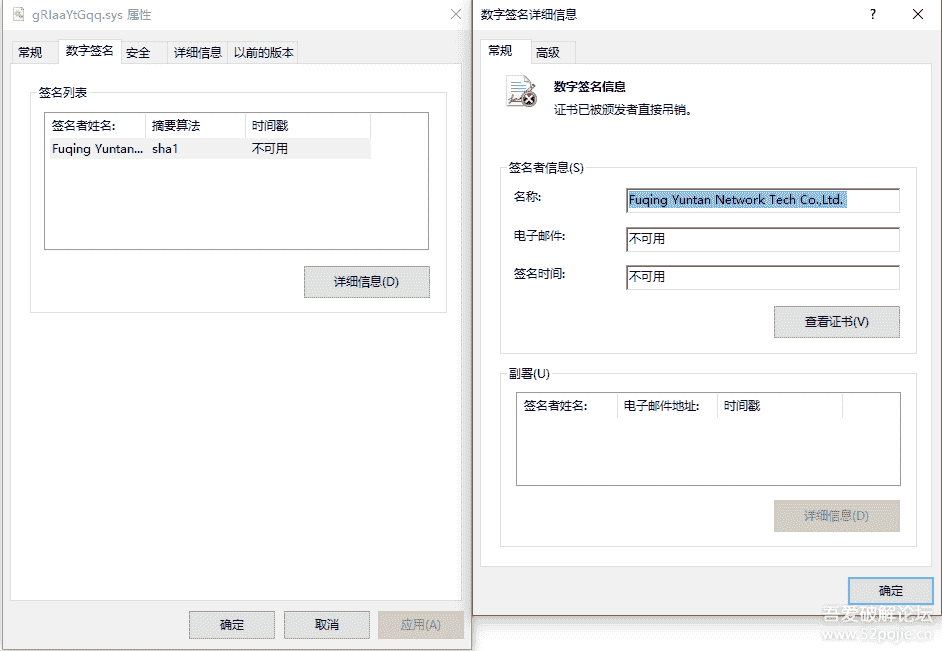 gRIaaYtGqq.sys 属性
常规 数字签名 安全 详细信息 以前的版本
签名列表
签名者姓名: 摘要算法 时间戳
Fuqing Yuntan... sha1 不可用
详细信息(D)
确定 取消 应用(A)
数字签名详细信息 ?
常规 高级
数字签名信息
证书已被颁发者直接吊销。
签名者信息(S)
名称: Fuqing Yuntan Network Tech Co.,Ltd.
电子邮件: 不可用
签名时间: 不可用
查看证书(V)
副署(U)
签名者姓名: 电子邮件地址: 时间戳
详细信息(D)
确定
吾爱破解论坛
www.52pojie.cn